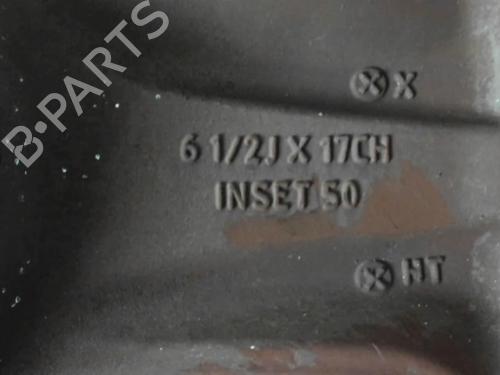 B·PARTS
ⓧ X
6 1/2J X 17CH
INSET 50
ⓧ HT